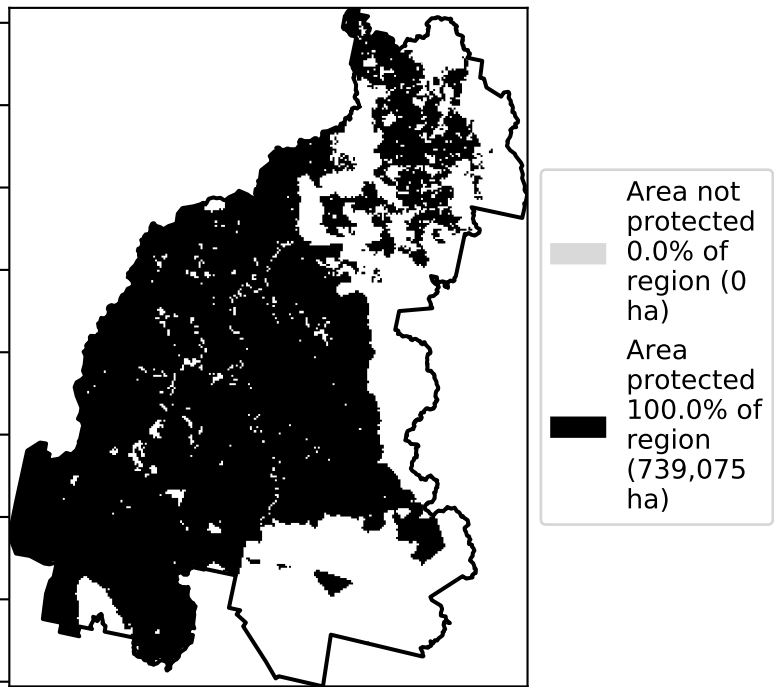 Area not
protected
0.0% of
region (0
ha)
Area
protected
100.0% of
region
(739,075
ha)